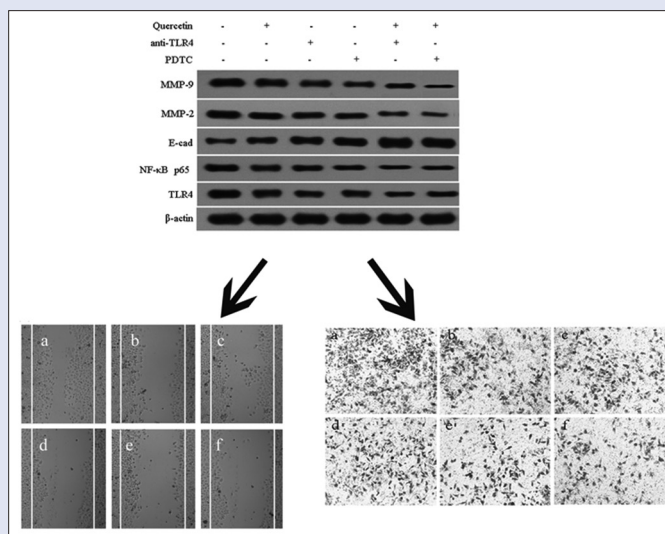 Quercetin - + - - + +
anti-TLR4 - - + - + -
PDTC - - - + - +
MMP-9
MMP-2
E-cad
NF-κB p65
TLR4
β-actin
a b c
d e f
a b c
d e f